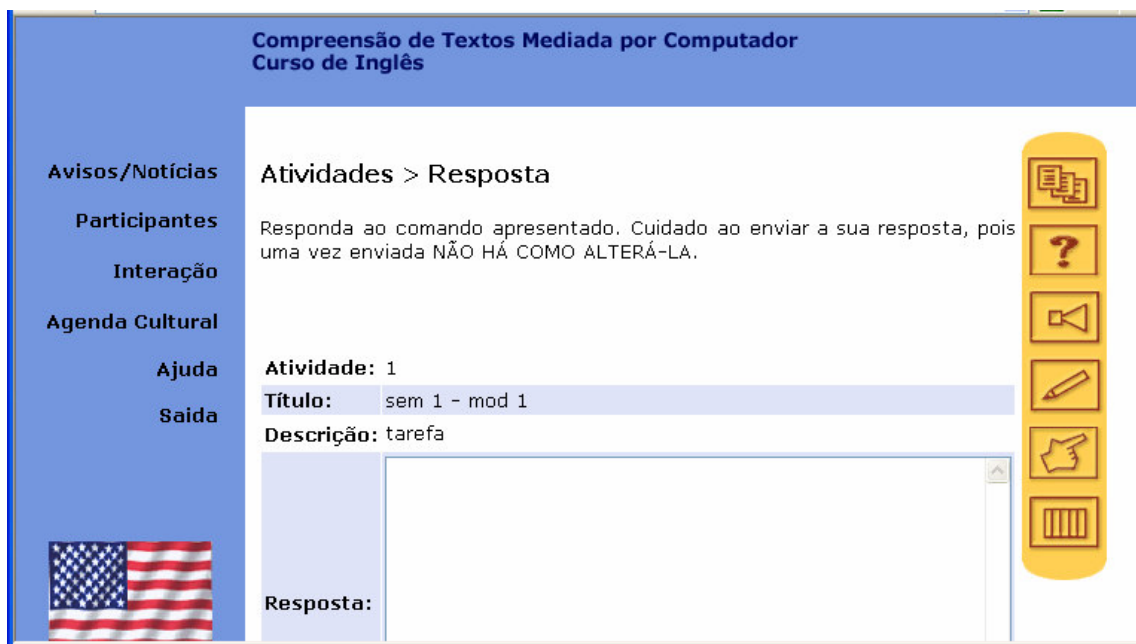 Compreensão de Textos Mediada por Computador
Curso de Inglês
Avisos/Notícias
Participantes
Interação
Agenda Cultural
Ajuda
Saida
Atividades > Resposta
Responda ao comando apresentado. Cuidado ao enviar a sua resposta, pois
uma vez enviada NÃO HÁ COMO ALTERÁ-LA.
Atividade: 1
Título: sem 1 - mod 1
Descrição: tarefa
Resposta:
?